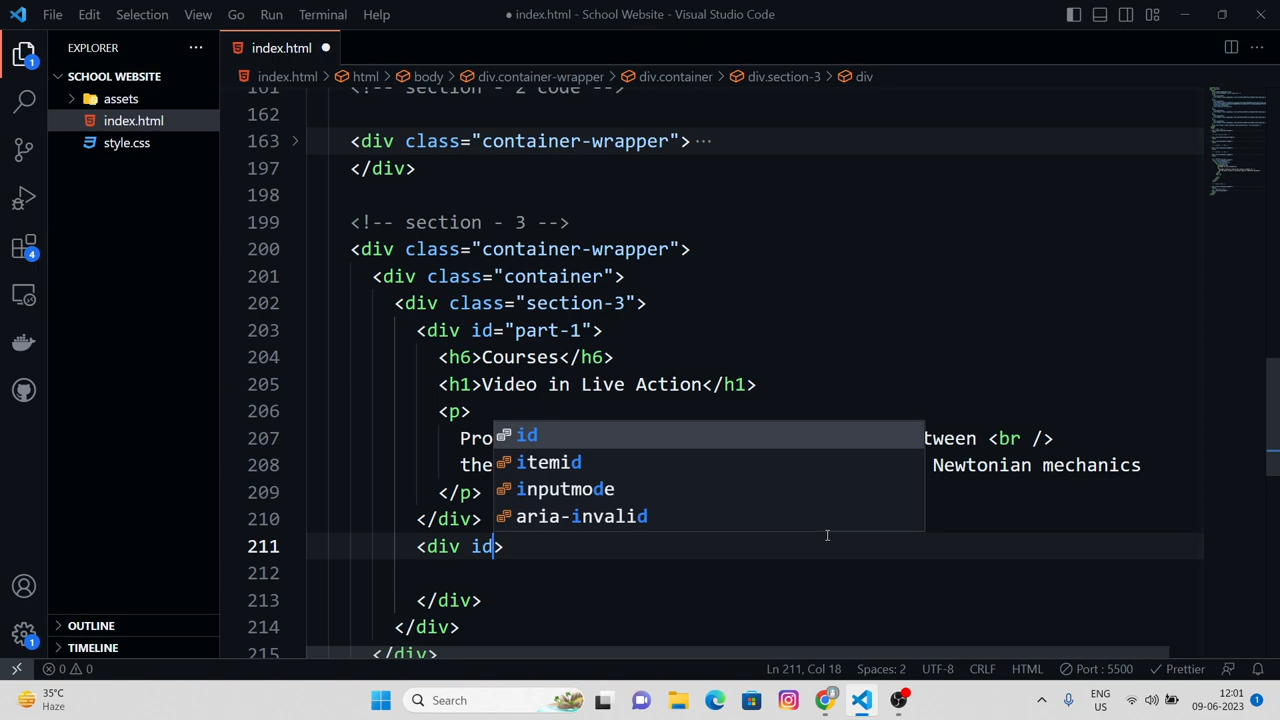 File Edit Selection View Go Run Terminal Help
● index.html - School Website - Visual Studio Code
EXPLORER
index.html
SCHOOL WEBSITE
index.html > html > body > div.container-wrapper > div.container > div.section-3 > div
assets
index.html
style.css
161 <!-- section - 2 code -->
162
163 <div class="container-wrapper"> ...
197 </div>
198
199 <!-- section - 3 -->
200 <div class="container-wrapper">
201 <div class="container">
202 <div class="section-3">
203 <div id="part-1">
204 <h6>Courses</h6>
205 <h1>Video in Live Action</h1>
206 <p>
207 Pro tween <br />
208 the Newtonian mechanics
209 </p>
210 </div>
211 <div id>
212
213 </div>
214 </div>
215 </div>
id
itemid
inputmode
aria-invalid
OUTLINE
TIMELINE
1
4
1
0 0 Ln 211, Col 18 Spaces: 2 UTF-8 CRLF HTML Port : 5500 Prettier
35°C
Haze
Search
ENG
US
12:01
09-06-2023
1